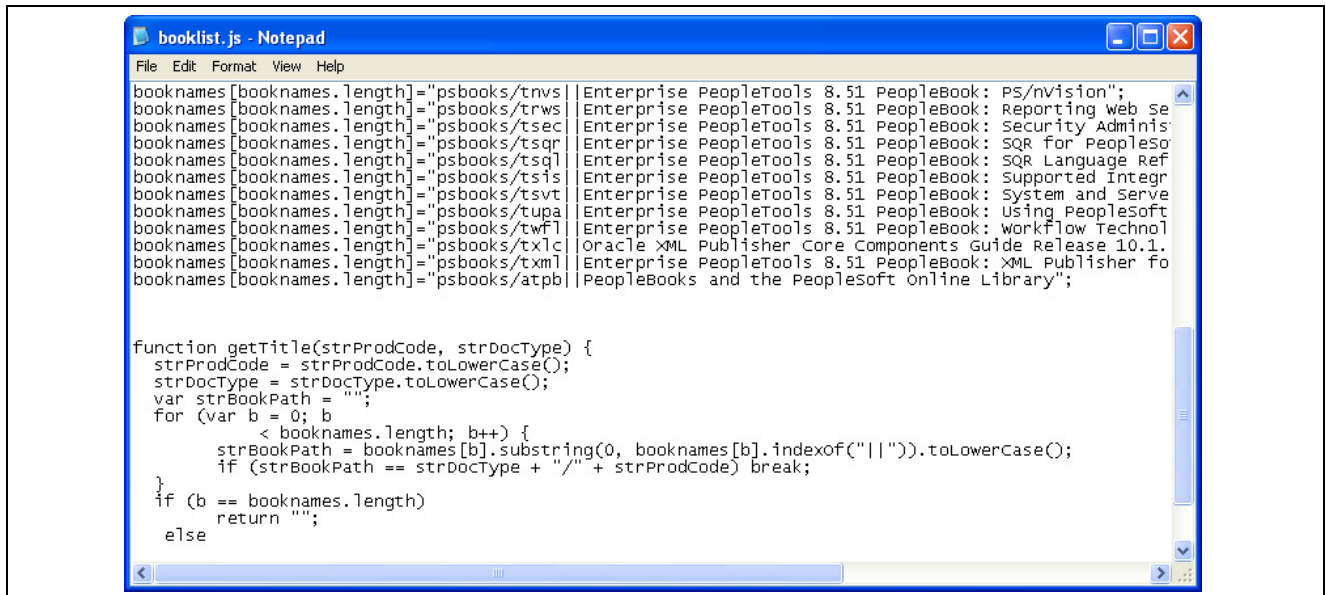 booklist.js - Notepad
File Edit Format View Help
booknames[booknames.length]="psbooks/tnvs||Enterprise PeopleTools 8.51 PeopleBook: PS/nVision";
booknames[booknames.length]="psbooks/trws||Enterprise PeopleTools 8.51 PeopleBook: Reporting Web Se
booknames[booknames.length]="psbooks/tsec||Enterprise PeopleTools 8.51 PeopleBook: Security Adminis
booknames[booknames.length]="psbooks/tsqr||Enterprise PeopleTools 8.51 PeopleBook: SQR for PeopleSo
booknames[booknames.length]="psbooks/tsql||Enterprise PeopleTools 8.51 PeopleBook: SQR Language Ref
booknames[booknames.length]="psbooks/tsis||Enterprise PeopleTools 8.51 PeopleBook: Supported Integr
booknames[booknames.length]="psbooks/tsvt||Enterprise PeopleTools 8.51 PeopleBook: System and Serve
booknames[booknames.length]="psbooks/tupa||Enterprise PeopleTools 8.51 PeopleBook: Using PeopleSoft
booknames[booknames.length]="psbooks/twfl||Enterprise PeopleTools 8.51 PeopleBook: Workflow Technol
booknames[booknames.length]="psbooks/txlc||Oracle XML Publisher Core Components Guide Release 10.1.
booknames[booknames.length]="psbooks/txml||Enterprise PeopleTools 8.51 PeopleBook: XML Publisher fo
booknames[booknames.length]="psbooks/atpb||PeopleBooks and the PeopleSoft Online Library";
function getTitle(strProdCode, strDocType) {
strProdCode = strProdCode.toLowerCase();
strDocType = strDocType.toLowerCase();
var strBookPath = "";
for (var b = 0; b
< booknames.length; b++) {
strBookPath = booknames[b].substring(0, booknames[b].indexOf("||")).toLowerCase();
if (strBookPath == strDocType + "/" + strProdCode) break;
}
if (b == booknames.length)
return "";
else